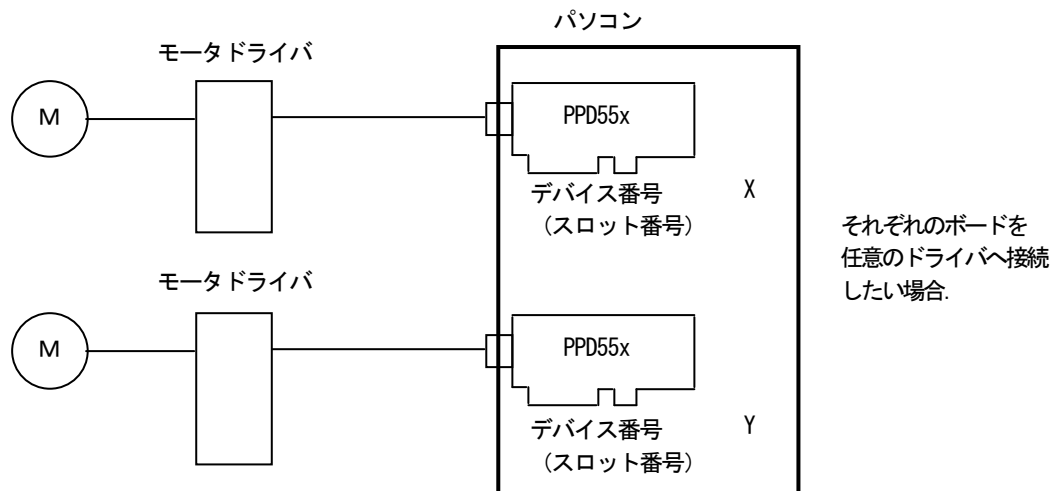 パソコン
モータドライバ
M
PPD55x
デバイス番号
(スロット番号)
X
それぞれのボードを
任意のドライバへ接続
したい場合.
モータドライバ
M
PPD55x
デバイス番号
(スロット番号)
Y